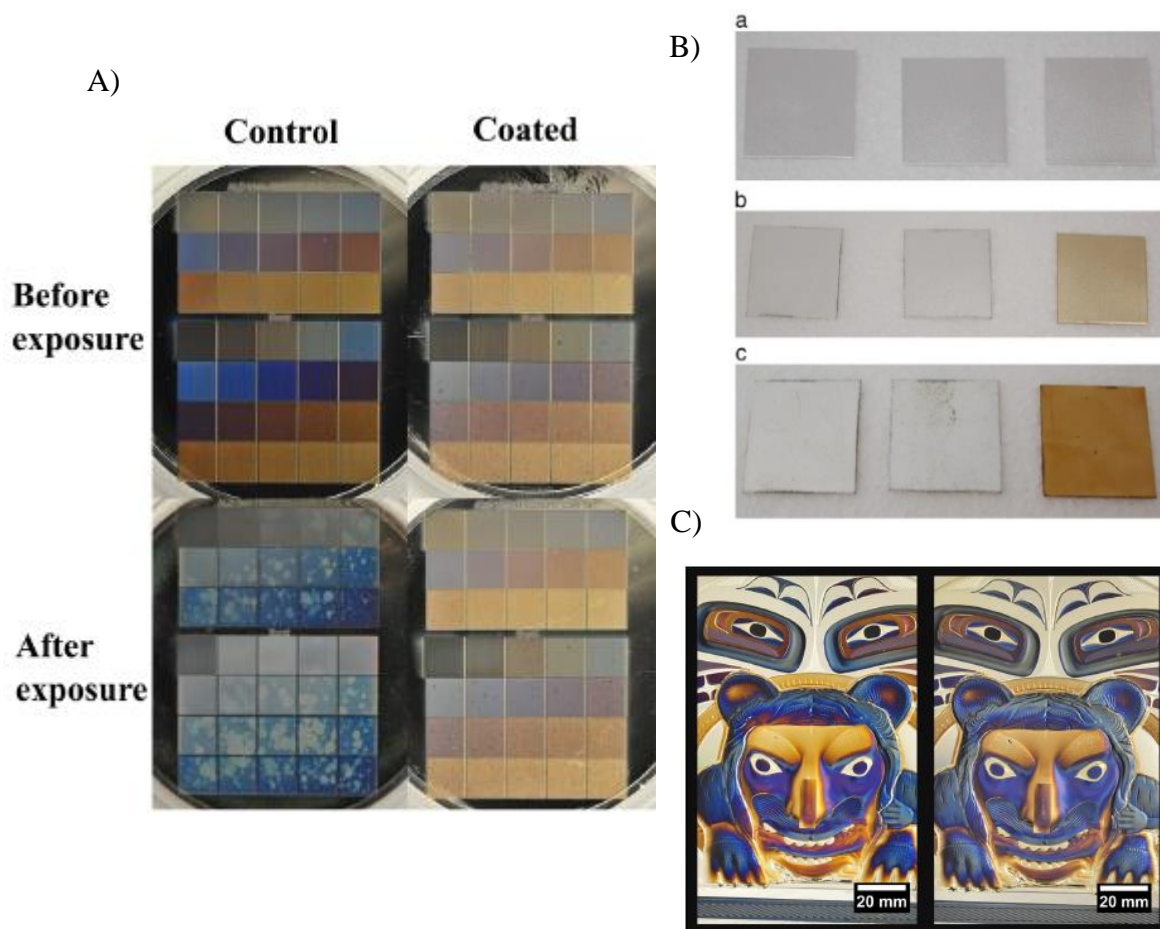 A)
Control Coated
Before
exposure
After
exposure
B)
a
b
c
C)
20 mm
20 mm